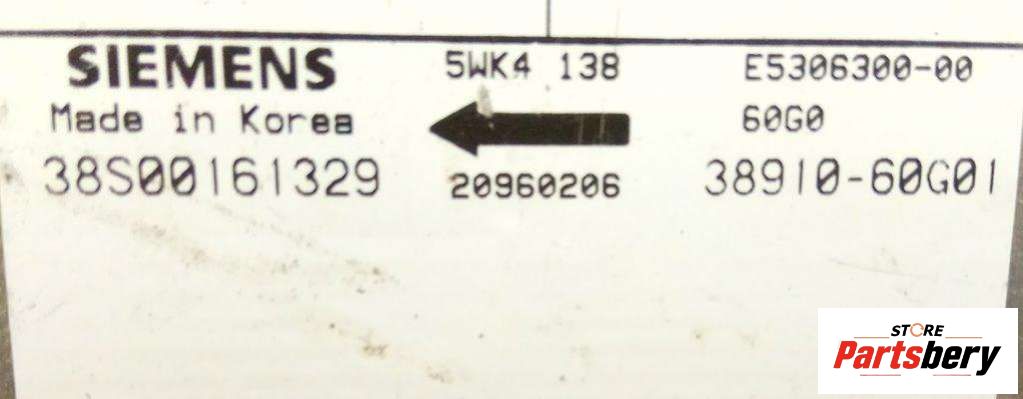 SIEMENS 5WK4 138 E5306300-00
Made in Korea 60G0
38S00161329 20960206 38910-60G01
STORE
Partsbery